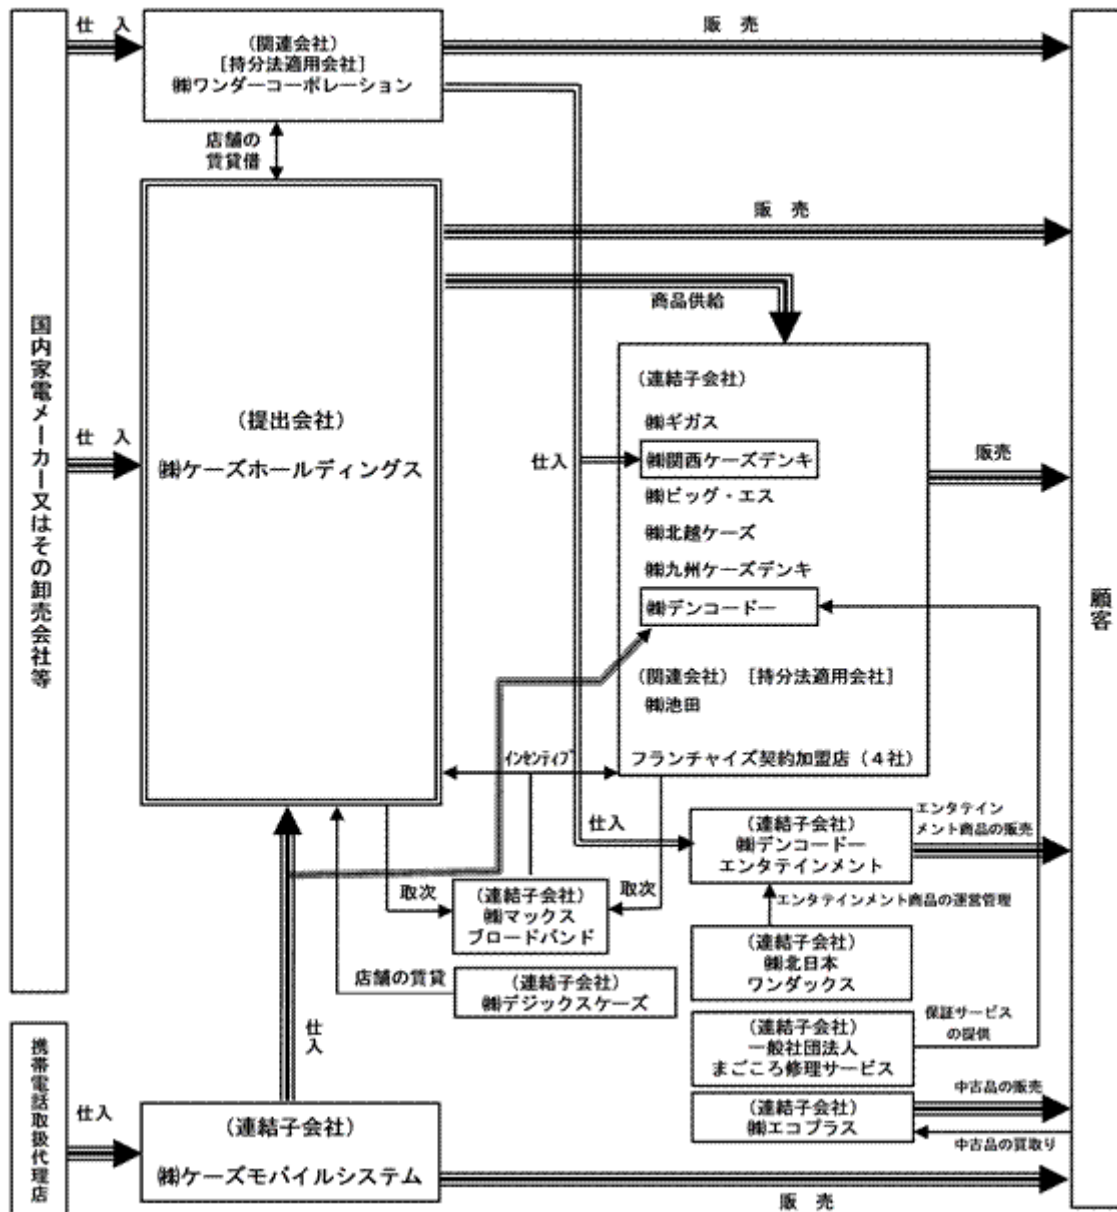 仕　入
販　売
（関連会社）
［持分法適用会社］
㈱ワンダーコーポレーション
店舗の
賃貸借
販　売
商品供給
国内家電メーカー又はその卸売会社等
仕　入
（提出会社）
㈱ケーズホールディングス
仕入
（連結子会社）
㈱ギガス
㈱関西ケーズデンキ
㈱ビッグ・エス
㈱北越ケーズ
㈱九州ケーズデンキ
㈱デンコードー
（関連会社）［持分法適用会社］
㈱池田
フランチャイズ契約加盟店（４社）
販売
顧客
ｲﾝｾﾝﾃｨﾌﾞ
仕入
（連結子会社）
㈱デンコードー
エンタテインメント
エンタテイン
メント商品の販売
取次
（連結子会社）
㈱マックス
ブロードバンド
取次
エンタテインメント商品の運営管理
（連結子会社）
㈱北日本
ワンダックス
店舗の賃貸
（連結子会社）
㈱デジックスケーズ
仕入
（連結子会社）
一般社団法人
まごころ修理サービス
保証サービス
の提供
（連結子会社）
㈱エコプラス
中古品の販売
中古品の買取り
携帯電話取扱代理店
仕入
（連結子会社）
㈱ケーズモバイルシステム
販　売